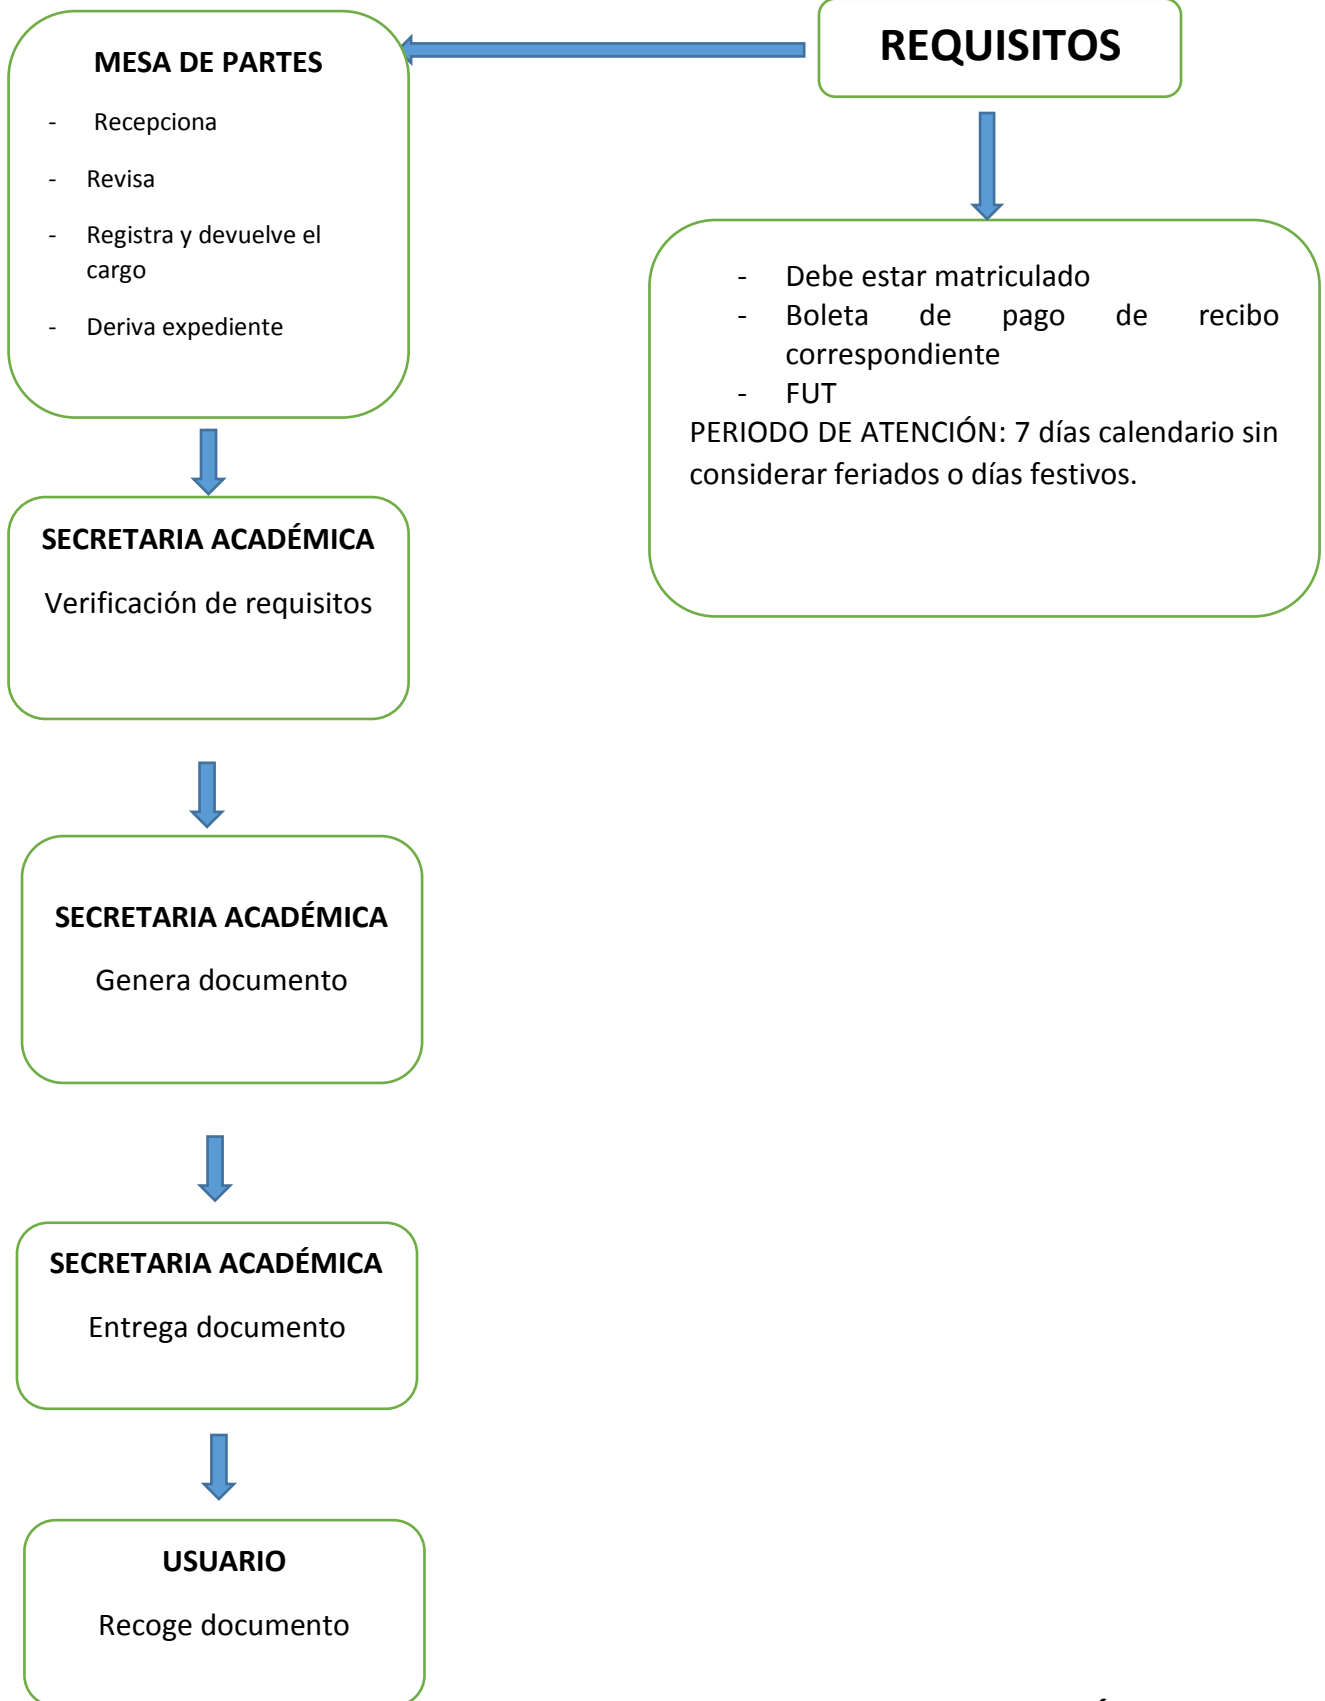 REQUISITOS
MESA DE PARTES
- Recepciona
- Revisa
- Registra y devuelve el
cargo
- Deriva expediente
- Debe estar matriculado
- Boleta de pago de recibo
correspondiente
- FUT
PERIODO DE ATENCIÓN: 7 días calendario sin
considerar feriados o días festivos.
SECRETARIA ACADÉMICA
Verificación de requisitos
SECRETARIA ACADÉMICA
Genera documento
SECRETARIA ACADÉMICA
Entrega documento
USUARIO
Recoge documento